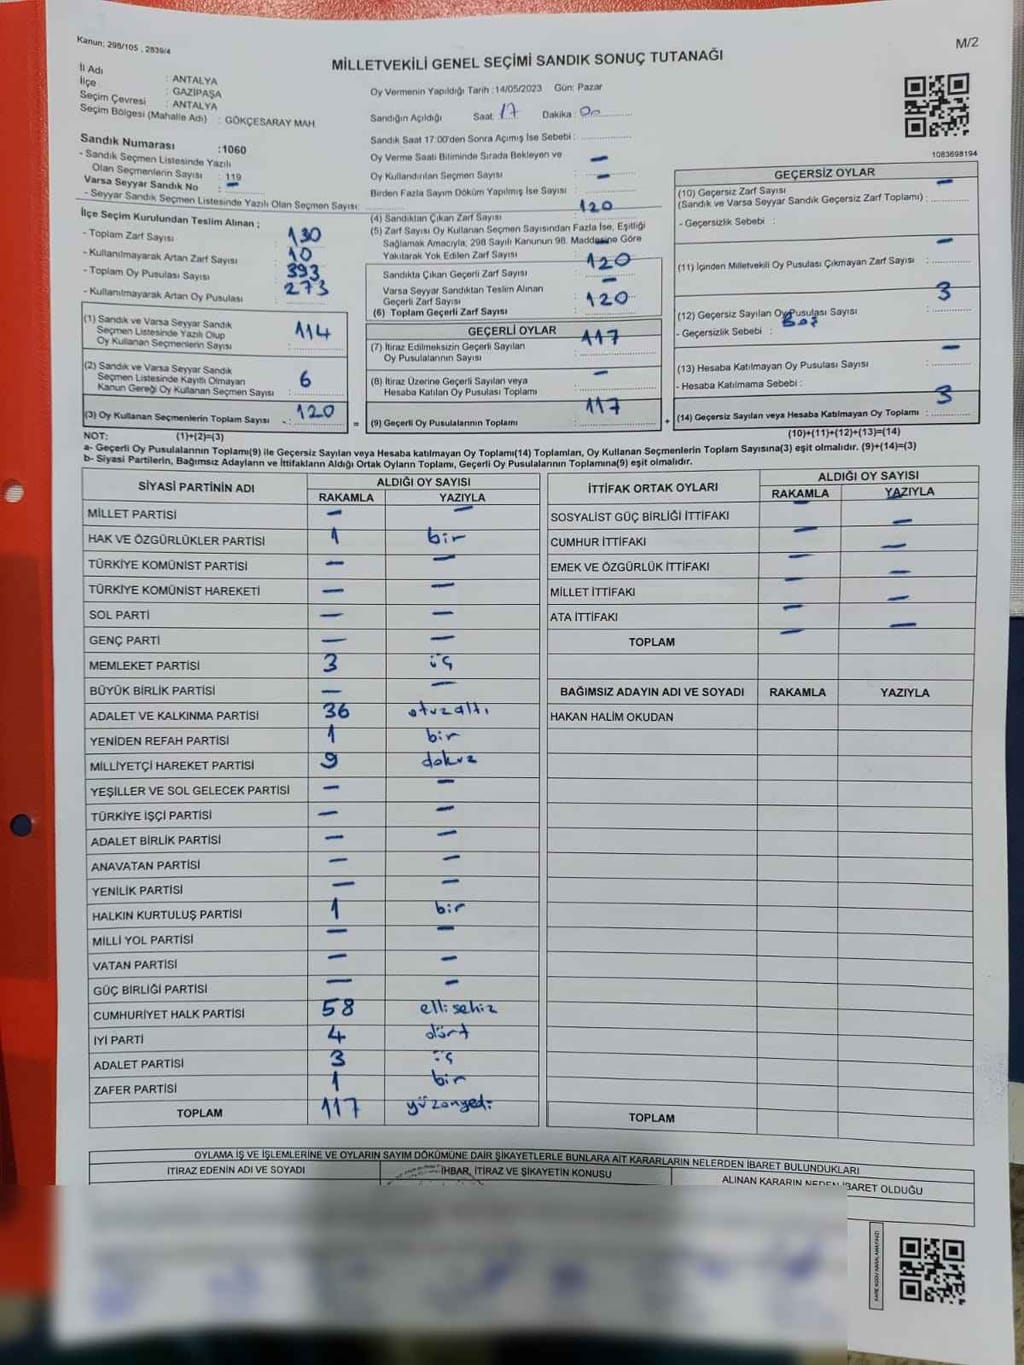 Kanun; 298/105 , 2839/4
M/2
MİLLETVEKİLİ GENEL SEÇİMİ SANDIK SONUÇ TUTANAĞI
İl Adı : ANTALYA
İlçe : GAZİPAŞA
Seçim Çevresi : ANTALYA
Seçim Bölgesi (Mahalle Adı) : GÖKÇESARAY MAH
Sandık Numarası :1060
- Sandık Seçmen Listesinde Yazılı
Olan Seçmenlerin Sayısı : 119
Varsa Seyyar Sandık No : –
- Seyyar Sandık Seçmen Listesinde Yazılı Olan Seçmen Sayısı:
Oy Vermenin Yapıldığı Tarih :14/05/2023 Gün: Pazar
Sandığın Açıldığı Saat: 17 Dakika: 00
Sandık Saat 17.00'den Sonra Açımış İse Sebebi :
Oy Verme Saati Bitiminde Sırada Bekleyen ve
Oy Kullandırılan Seçmen Sayısı : –
Birden Fazla Sayım Döküm Yapılmış İse Sayısı : –
1083698194
İlçe Seçim Kurulundan Teslim Alınan ;
- Toplam Zarf Sayısı : 130
- Kullanılmayarak Artan Zarf Sayısı : 10
- Toplam Oy Pusulası Sayısı : 393
- Kullanılmayarak Artan Oy Pusulası : 273
(1) Sandık ve Varsa Seyyar Sandık
Seçmen Listesinde Yazılı Olup
Oy Kullanan Seçmenlerin Sayısı : 114
(2) Sandık ve Varsa Seyyar Sandık
Seçmen Listesinde Kayıtlı Olmayan
Kanun Gereği Oy Kullanan Seçmen Sayısı : 6
(3) Oy Kullanan Seçmenlerin Toplam Sayısı : 120
(4) Sandıktan Çıkan Zarf Sayısı : 120
(5) Zarf Sayısı Oy Kullanan Seçmen Sayısından Fazla İse, Eşitliği
Sağlamak Amacıyla, 298 Sayılı Kanunun 98. Maddesine Göre
Yakılarak Yok Edilen Zarf Sayısı : –
Sandıkta Çıkan Geçerli Zarf Sayısı : 120
Varsa Seyyar Sandıktan Teslim Alınan
Geçerli Zarf Sayısı : –
(6) Toplam Geçerli Zarf Sayısı : 120
GEÇERLİ OYLAR
(7) İtiraz Edilmeksizin Geçerli Sayılan
Oy Pusulalarının Sayısı : 117
(8) İtiraz Üzerine Geçerli Sayılan veya
Hesaba Katılan Oy Pusulası Toplamı : –
(9) Geçerli Oy Pusulalarının Toplamı : 117
GEÇERSİZ OYLAR
(10) Geçersiz Zarf Sayısı
(Sandık ve Varsa Seyyar Sandık Geçersiz Zarf Toplamı) : –
- Geçersizlik Sebebi :
(11) İçinden Milletvekili Oy Pusulası Çıkmayan Zarf Sayısı : –
(12) Geçersiz Sayılan Oy Pusulası Sayısı : 3
- Geçersizlik Sebebi : Boş
(13) Hesaba Katılmayan Oy Pusulası Sayısı : –
- Hesaba Katılmama Sebebi :
(14) Geçersiz Sayılan veya Hesaba Katılmayan Oy Toplamı : 3
NOT: (1)+(2)=(3)
(10)+(11)+(12)+(13)=(14)
a- Geçerli Oy Pusulalarının Toplamı(9) ile Geçersiz Sayılan veya Hesaba Katılmayan Oy Toplamı(14) Toplamları, Oy Kullanan Seçmenlerin Toplam Sayısına(3) eşit olmalıdır. (9)+(14)=(3)
b- Siyasi Partilerin, Bağımsız Adayların ve İttifakların Aldığı Ortak Oyların Toplamı, Geçerli Oy Pusulalarının Toplamına(9) eşit olmalıdır.
SİYASİ PARTİNİN ADI ALDIĞI OY SAYISI
RAKAMLA YAZIYLA
MİLLET PARTİSİ – –
HAK VE ÖZGÜRLÜKLER PARTİSİ 1 bir
TÜRKİYE KOMÜNİST PARTİSİ – –
TÜRKİYE KOMÜNİST HAREKETİ – –
SOL PARTİ – –
GENÇ PARTİ – –
MEMLEKET PARTİSİ 3 üç
BÜYÜK BİRLİK PARTİSİ – –
ADALET VE KALKINMA PARTİSİ 36 otuzaltı
YENİDEN REFAH PARTİSİ 1 bir
MİLLİYETÇİ HAREKET PARTİSİ 9 dokuz
YEŞİLLER VE SOL GELECEK PARTİSİ – –
TÜRKİYE İŞÇİ PARTİSİ – –
ADALET BİRLİK PARTİSİ – –
ANAVATAN PARTİSİ – –
YENİLİK PARTİSİ – –
HALKIN KURTULUŞ PARTİSİ 1 bir
MİLLİ YOL PARTİSİ – –
VATAN PARTİSİ – –
GÜÇ BİRLİĞİ PARTİSİ – –
CUMHURİYET HALK PARTİSİ 58 ellisekiz
İYİ PARTİ 4 dört
ADALET PARTİSİ 3 üç
ZAFER PARTİSİ 1 bir
TOPLAM 117 yüzonyedi
İTTİFAK ORTAK OYLARI ALDIĞI OY SAYISI
RAKAMLA YAZIYLA
SOSYALİST GÜÇ BİRLİĞİ İTTİFAKI – –
CUMHUR İTTİFAKI – –
EMEK VE ÖZGÜRLÜK İTTİFAKI – –
MİLLET İTTİFAKI – –
ATA İTTİFAKI – –
TOPLAM –
BAĞIMSIZ ADAYIN ADI VE SOYADI RAKAMLA YAZIYLA
HAKAN HALİM OKUDAN
TOPLAM
OYLAMA İŞ VE İŞLEMLERİNE VE OYLARIN SAYIM DÖKÜMÜNE DAİR ŞİKAYETLERLE BUNLARA AİT KARARLARIN NELERDEN İBARET BULUNDUKLARI
İTİRAZ EDENİN ADI VE SOYADI İHBAR, İTİRAZ VE ŞİKAYETİN KONUSU ALINAN KARARIN NEDEN İBARET OLDUĞU